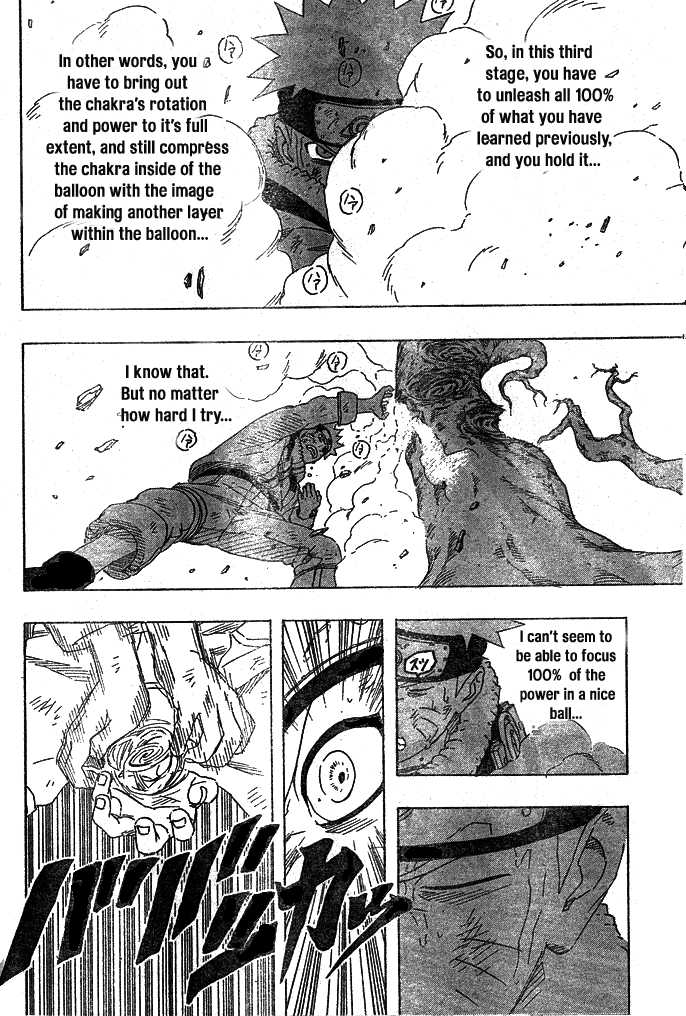 So, in this third
stage, you have
to unleash all 100%
of what you have
learned previously,
and you hold it...
In other words, you
have to bring out
the chakra's rotation
and power to it's full
extent, and still compress
the chakra inside of the
balloon with the image
of making another layer
within the balloon...
I know that.
But no matter
how hard I try...
I can't seem to
be able to focus
100% of the
power in a nice
ball...
スッ
カッ